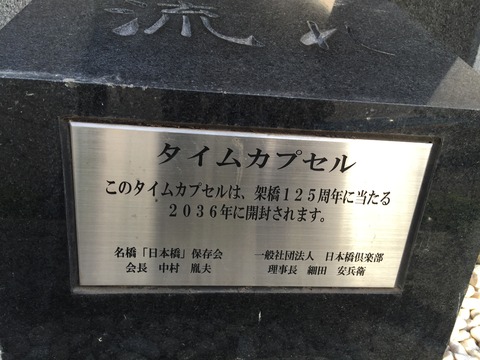 流
タイムカプセル
このタイムカプセルは、架橋125周年に当たる
2036年に開封されます。
名橋「日本橋」保存会 一般社団法人 日本橋倶楽部
会長 中村 胤夫 理事長 細田 安兵衛